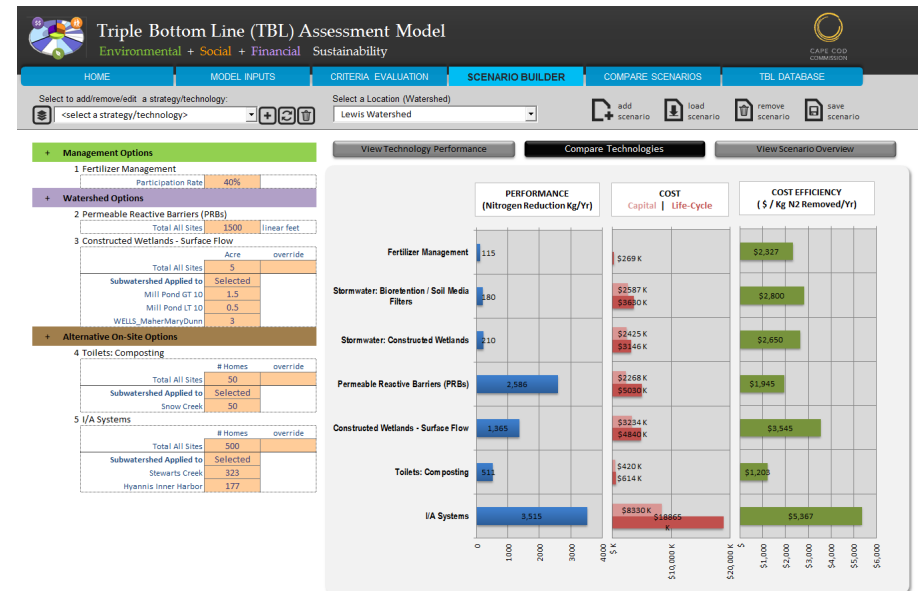 Triple Bottom Line (TBL) Assessment Model
Environmental + Social + Financial Sustainability
CAPE COD
COMMISSION
HOME
MODEL INPUTS
CRITERIA EVALUATION
SCENARIO BUILDER
COMPARE SCENARIOS
TBL DATABASE
Select to add/remove/edit a strategy/technology:
<select a strategy/technology>
Select a Location (Watershed)
Lewis Watershed
add
scenario
load
scenario
remove
scenario
save
scenario
+ Management Options
1 Fertilizer Management
Participation Rate 40%
+ Watershed Options
2 Permeable Reactive Barriers (PRBs)
Total All Sites 1500 linear feet
3 Constructed Wetlands - Surface Flow
Acre override
Total All Sites 5
Subwatershed Applied to Selected
Mill Pond GT 10 1.5
Mill Pond LT 10 0.5
WELLS_MaherMaryDunn 3
+ Alternative On-Site Options
4 Toilets: Composting
# Homes override
Total All Sites 50
Subwatershed Applied to Selected
Snow Creek 50
5 I/A Systems
# Homes override
Total All Sites 500
Subwatershed Applied to Selected
Stewarts Creek 323
Hyannis Inner Harbor 177
View Technology Performance
Compare Technologies
View Scenario Overview
PERFORMANCE
(Nitrogen Reduction Kg/Yr)
COST
Capital | Life-Cycle
COST EFFICIENCY
( $ / Kg N2 Removed/Yr)
Fertilizer Management 115 $269 K $2,327
Stormwater: Bioretention / Soil Media
Filters
180
$2587 K
$3630 K
$2,800
Stormwater: Constructed Wetlands
210
$2425 K
$3146 K
$2,650
Permeable Reactive Barriers (PRBs)
2,586
$2268 K
$5030 K
$1,945
Constructed Wetlands - Surface Flow
1,365
$3234 K
$4840 K
$3,545
Toilets: Composting
511
$420 K
$614 K
$1,203
I/A Systems
3,515
$8330 K
$18865
K
$5,367
0
1000
2000
3000
4000
$ K
$10,000 K
$20,000 K
$
$1,000
$2,000
$3,000
$4,000
$5,000
$6,000